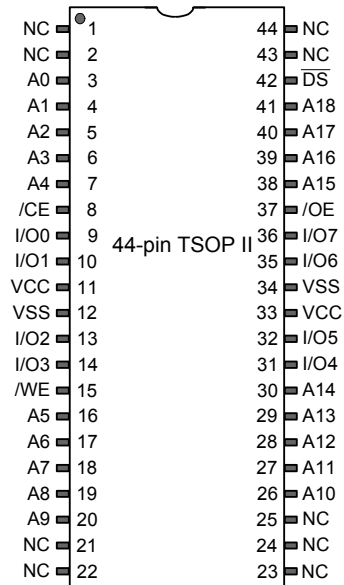 NC 1 44 NC
NC 2 43 NC
A0 3 42 D̅S̅
A1 4 41 A18
A2 5 40 A17
A3 6 39 A16
A4 7 38 A15
/CE 8 37 /OE
I/O0 9 44-pin TSOP II 36 I/O7
I/O1 10 35 I/O6
VCC 11 34 VSS
VSS 12 33 VCC
I/O2 13 32 I/O5
I/O3 14 31 I/O4
/WE 15 30 A14
A5 16 29 A13
A6 17 28 A12
A7 18 27 A11
A8 19 26 A10
A9 20 25 NC
NC 21 24 NC
NC 22 23 NC